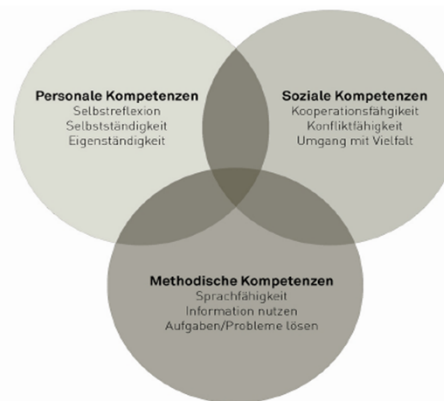 Personale Kompetenzen
Selbstreflexion
Selbstständigkeit
Eigenständigkeit
Soziale Kompetenzen
Kooperationsfähgikeit
Konfliktfähigkeit
Umgang mit Vielfalt
Methodische Kompetenzen
Sprachfähigkeit
Information nutzen
Aufgaben/Probleme lösen